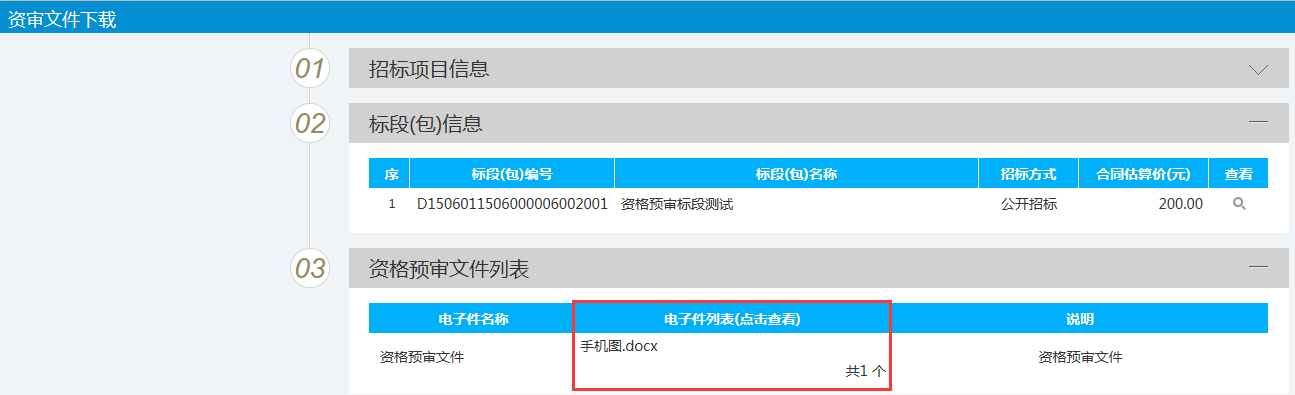 资审文件下载
01 招标项目信息
02 标段(包)信息
序 标段(包)编号 标段(包)名称 招标方式 合同估算价(元) 查看
1 D1506011506000006002001 资格预审标段测试 公开招标 200.00
03 资格预审文件列表
电子件名称 电子件列表(点击查看) 说明
资格预审文件 手机图.docx 资格预审文件
共1 个